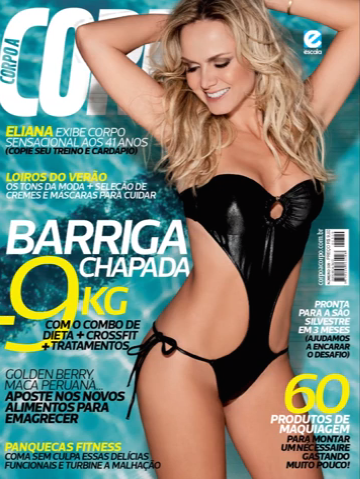 CORPO A
CORPO
e
escala
ELIANA EXIBE CORPO
SENSACIONAL AOS 41 ANOS
(COPIE SEU TREINO E CARDÁPIO)
LOIROS DO VERÃO
OS TONS DA MODA + SELEÇÃO DE
CREMES E MÁSCARAS PARA CUIDAR
BARRIGA
CHAPADA
-9KG
COM O COMBO DE
DIETA + CROSSFIT
+ TRATAMENTOS
GOLDEN BERRY,
MACA PERUANA...
APOSTE NOS NOVOS
ALIMENTOS PARA
EMAGRECER
PANQUECAS FITNESS
COMA SEM CULPA ESSAS DELÍCIAS
FUNCIONAIS E TURBINE A MALHAÇÃO
corpoacorpo.com.br
PRONTA
PARA A SÃO
SILVESTRE
EM 3 MESES
(AJUDAMOS
A ENCARAR
O DESAFIO)
60
PRODUTOS DE
MAQUIAGEM
PARA MONTAR
UM NECESSAIRE
GASTANDO
MUITO POUCO!